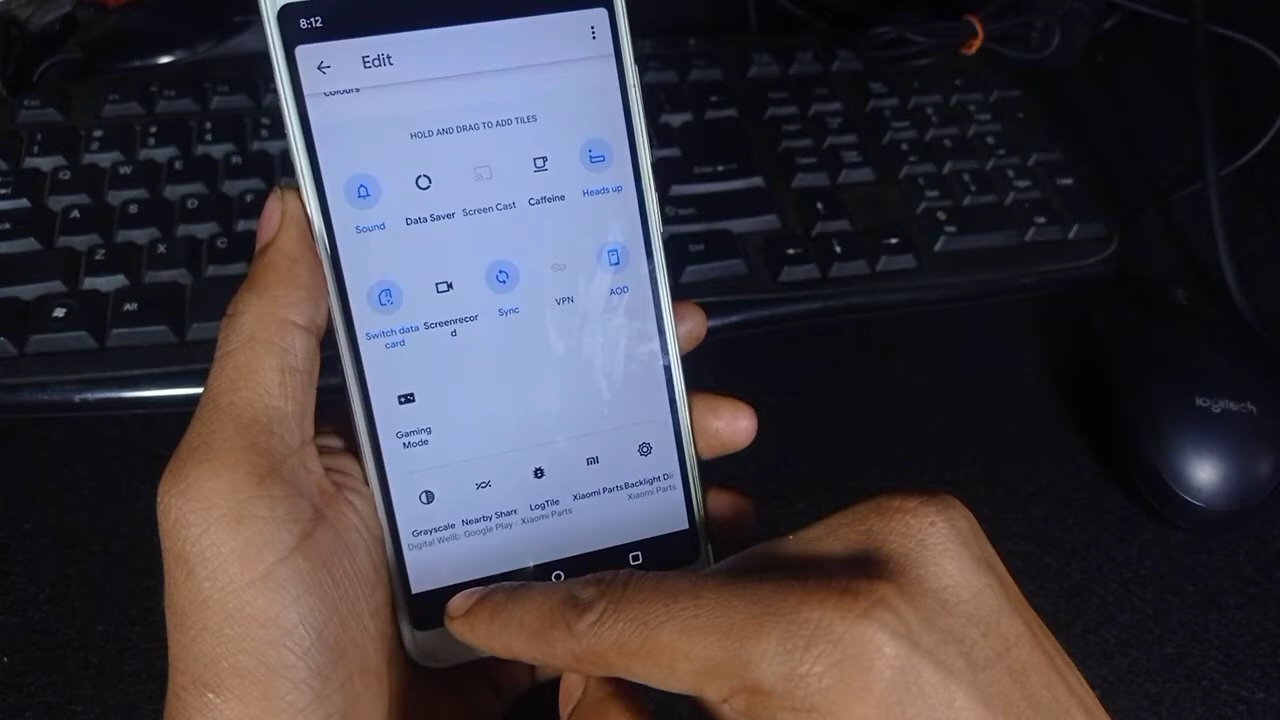 8:12
Edit
colours
HOLD AND DRAG TO ADD TILES
Sound
Data Saver
Screen Cast
Caffeine
Heads up
Switch data
card
Screenrecor
d
Sync
VPN
AOD
Gaming
Mode
Grayscale
Digital Wellb
Nearby Share
Google Play
LogTile
Xiaomi Parts
Xiaomi Parts
Backlight Di
Xiaomi Parts
Q
W
A
S
D
F
Z
X
C
Alt
logitech